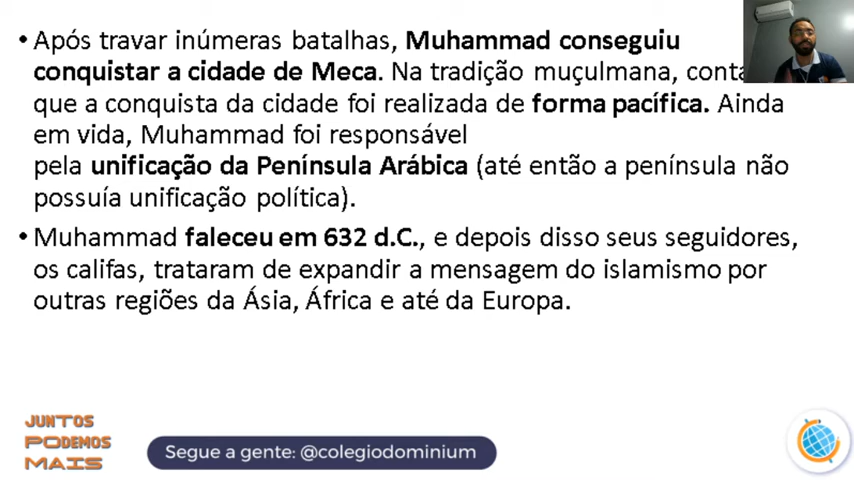 • Após travar inúmeras batalhas, Muhammad conseguiu
conquistar a cidade de Meca. Na tradição muçulmana, conta
que a conquista da cidade foi realizada de forma pacífica. Ainda
em vida, Muhammad foi responsável
pela unificação da Península Arábica (até então a península não
possuía unificação política).
• Muhammad faleceu em 632 d.C., e depois disso seus seguidores,
os califas, trataram de expandir a mensagem do islamismo por
outras regiões da Ásia, África e até da Europa.
JUNTOS
PODEMOS
MAIS
Segue a gente: @colegiodominium